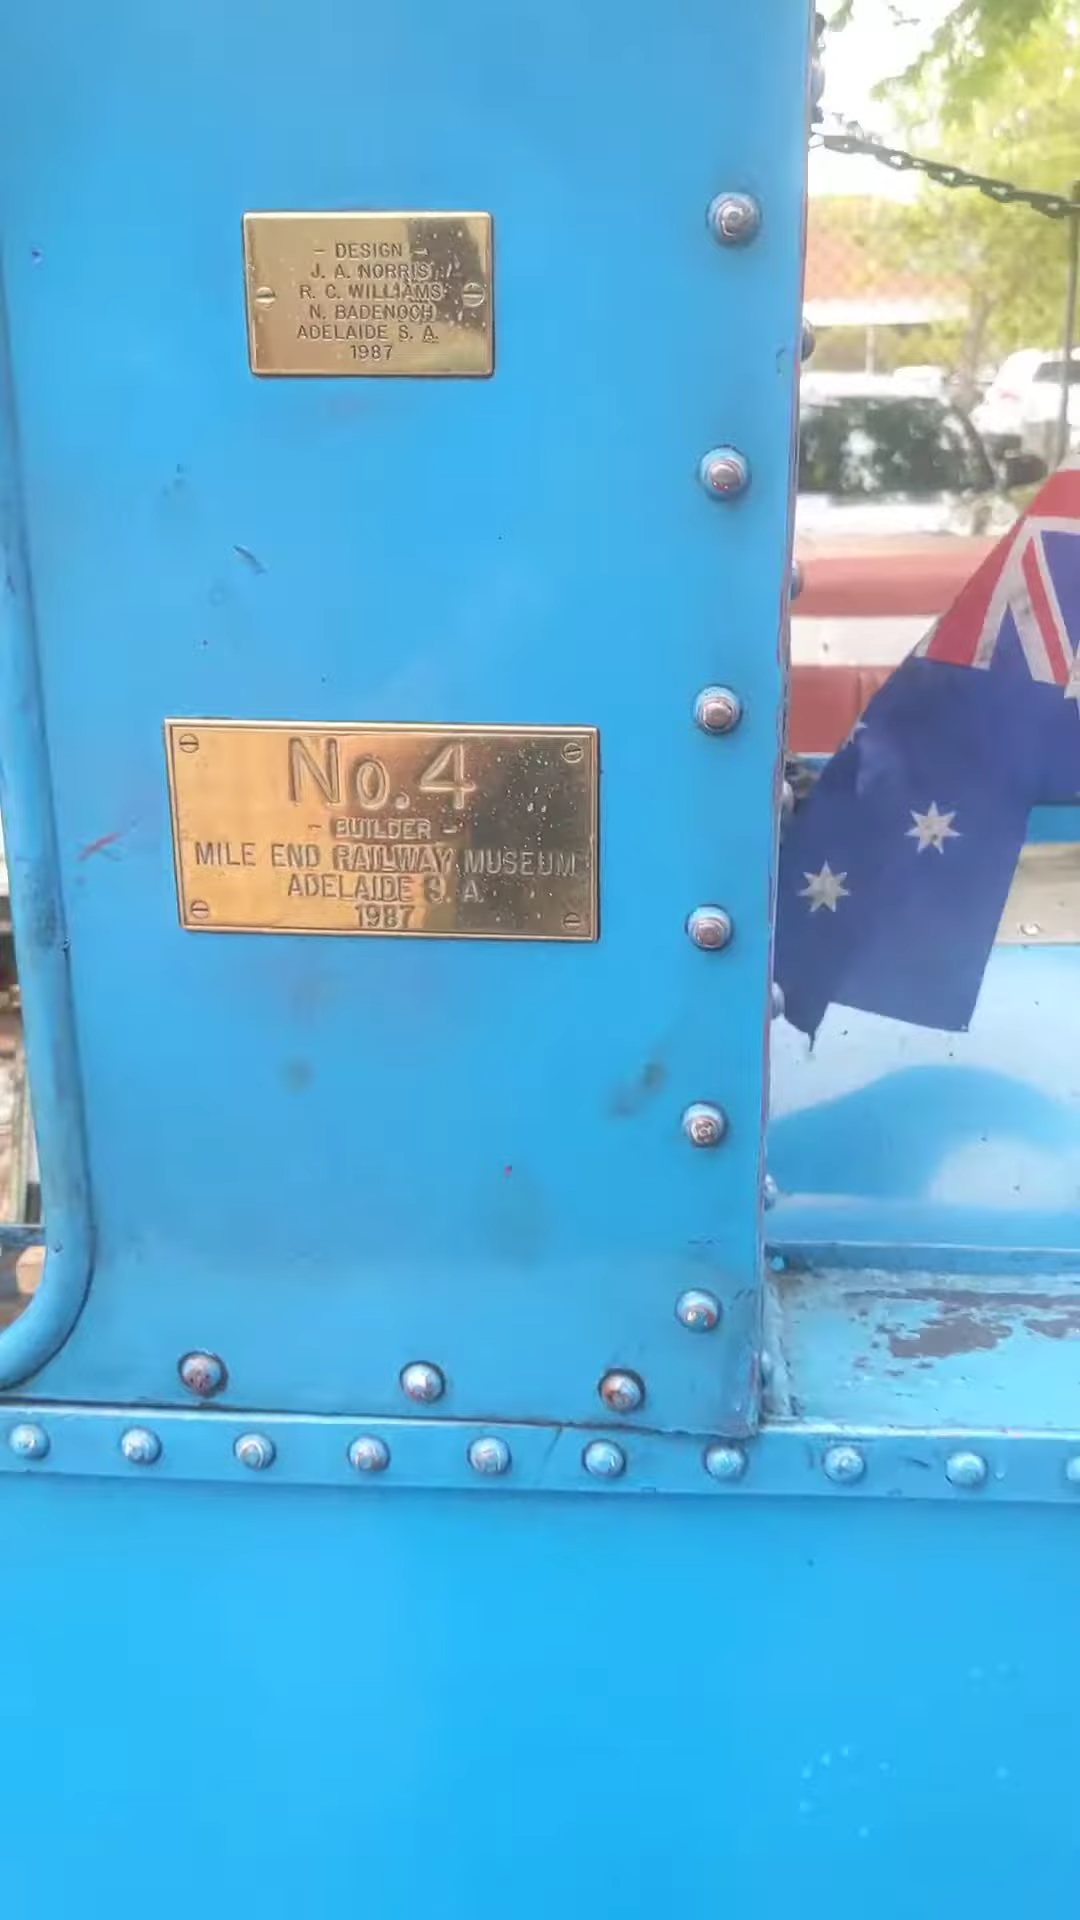 - DESIGN -
J. A. NORRIS
R. C. WILLIAMS
N. BADENOCH
ADELAIDE S. A.
1987
No. 4
- BUILDER -
MILE END RAILWAY MUSEUM
ADELAIDE S. A.
1987